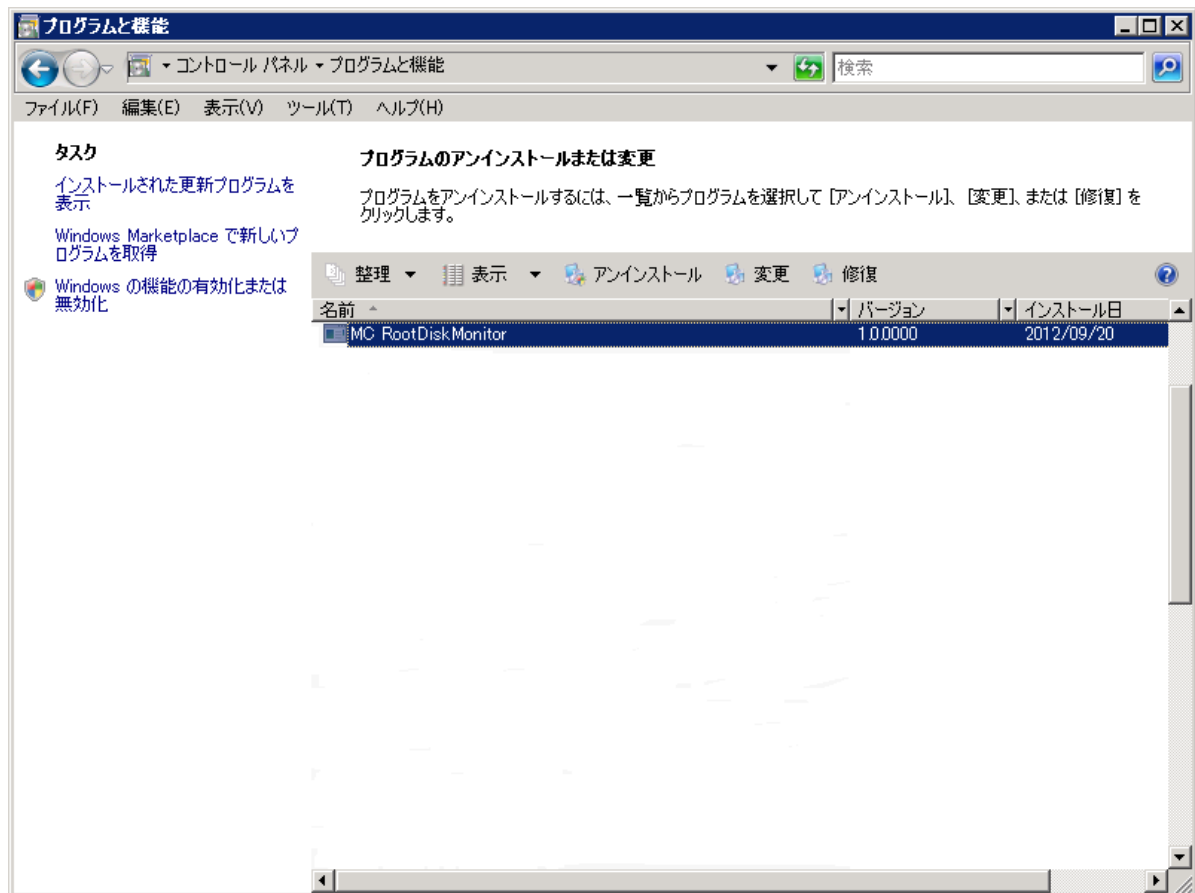 プログラムと機能
コントロール パネル プログラムと機能
検索
ファイル(F) 編集(E) 表示(V) ツール(T) ヘルプ(H)
タスク
インストールされた更新プログラムを
表示
Windows Marketplace で新しいプ
ログラムを取得
Windows の機能の有効化または
無効化
プログラムのアンインストールまたは変更
プログラムをアンインストールするには、一覧からプログラムを選択して [アンインストール]、[変更]、または [修復] を
クリックします。
整理 表示 アンインストール 変更 修復
名前 バージョン インストール日
MC RootDiskMonitor 1.0.0000 2012/09/20